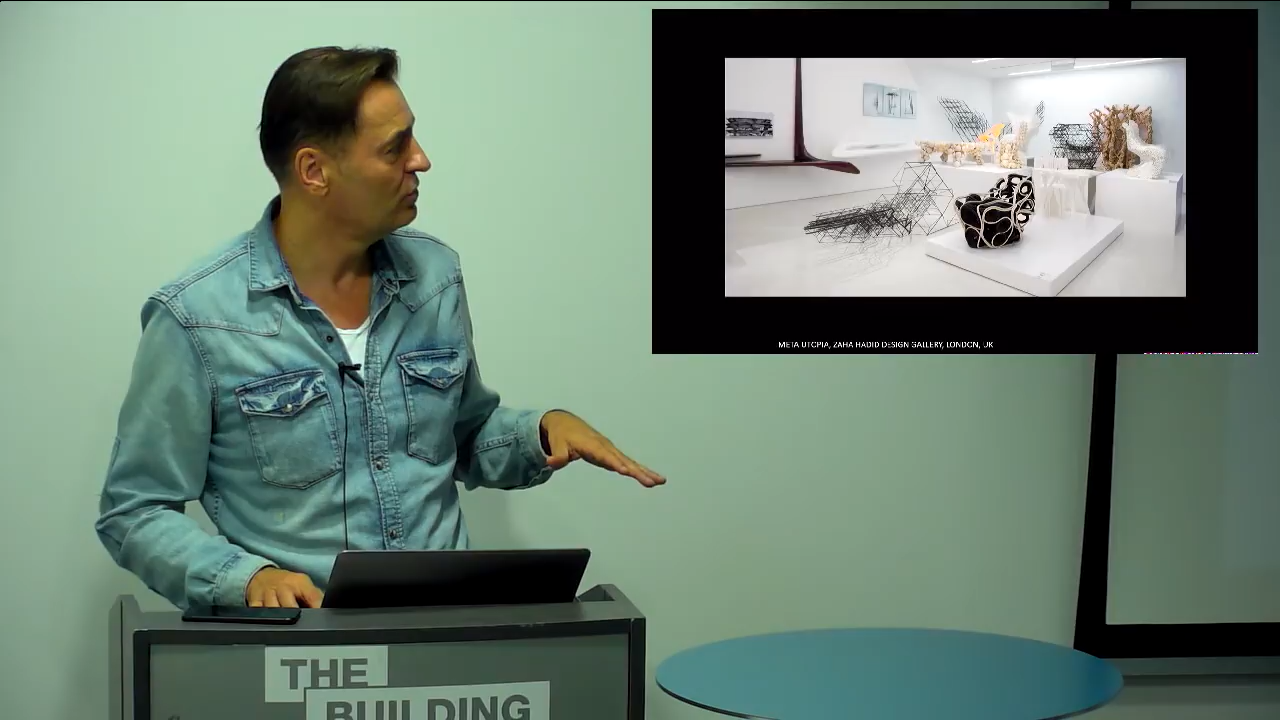 META UTOPIA, ZAHA HADID DESIGN GALLERY, LONDON, UK
THE
BUILDING